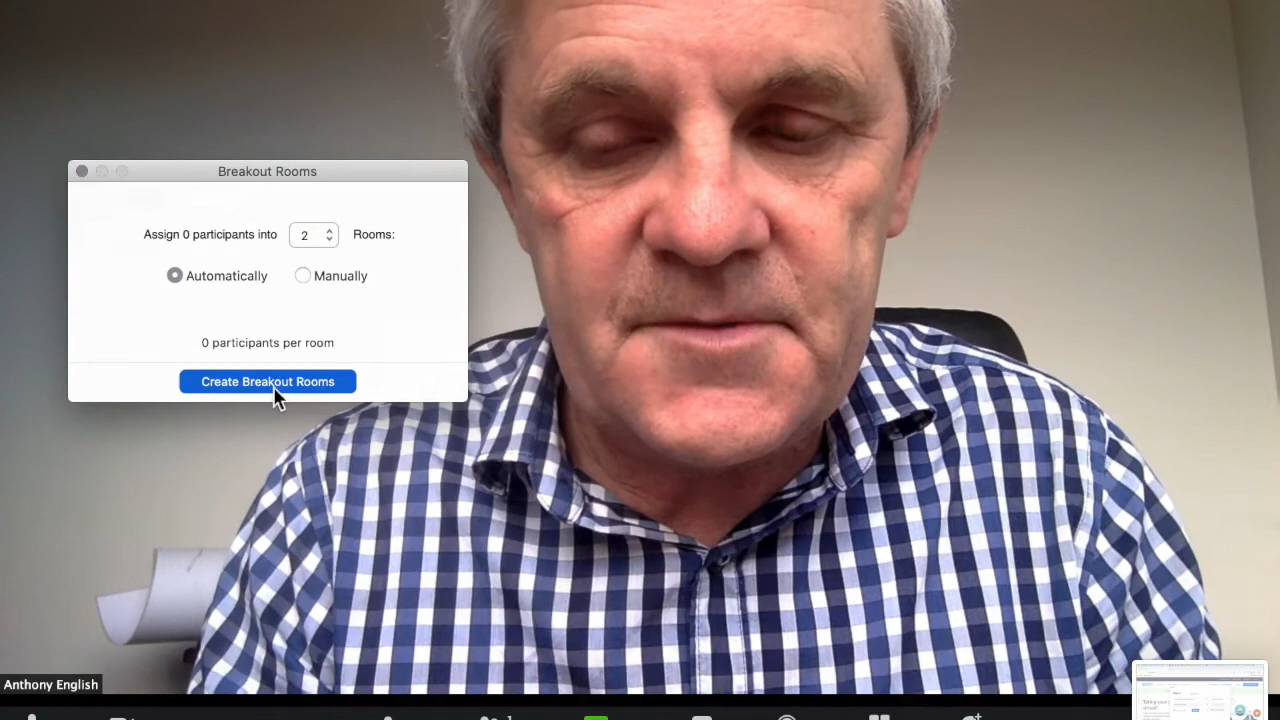 Breakout Rooms
Assign 0 participants into 2 Rooms:
Automatically Manually
0 participants per room
Create Breakout Rooms
Anthony English
1